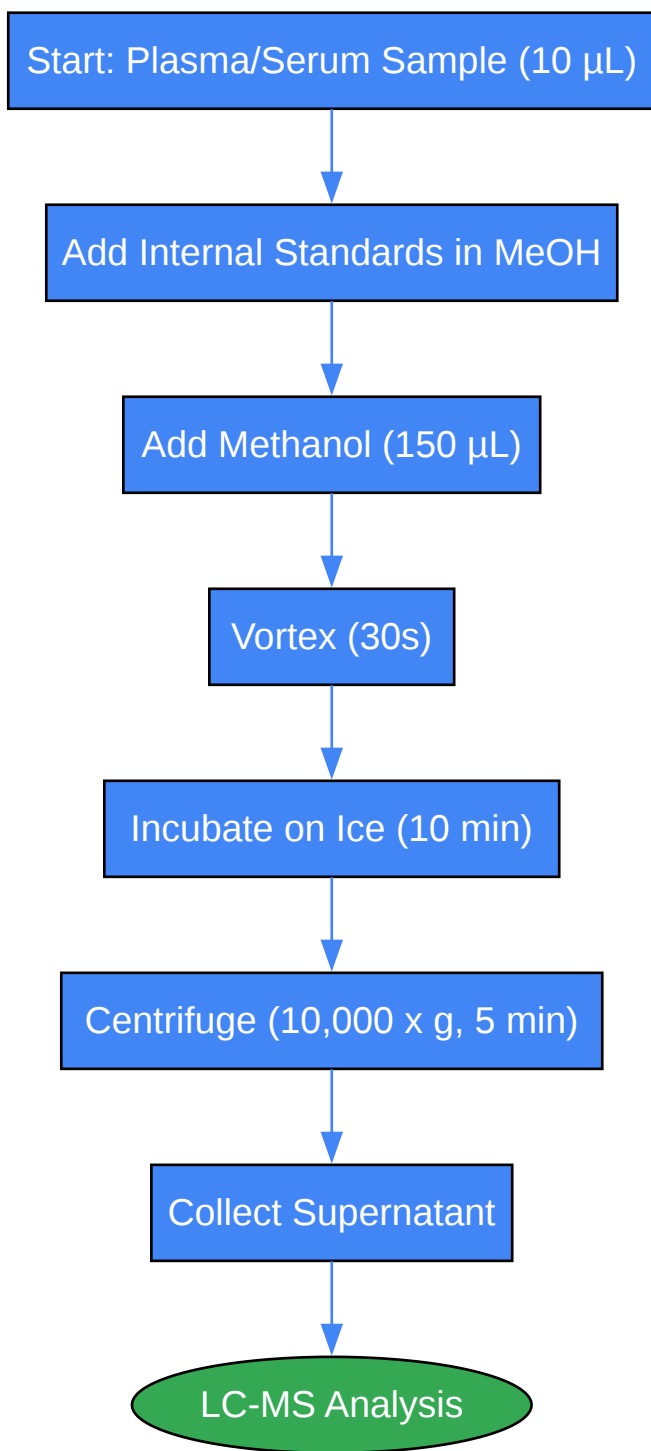 Start: Plasma/Serum Sample (10 µL)
Add Internal Standards in MeOH
Add Methanol (150 µL)
Vortex (30s)
Incubate on Ice (10 min)
Centrifuge (10,000 x g, 5 min)
Collect Supernatant
LC-MS Analysis